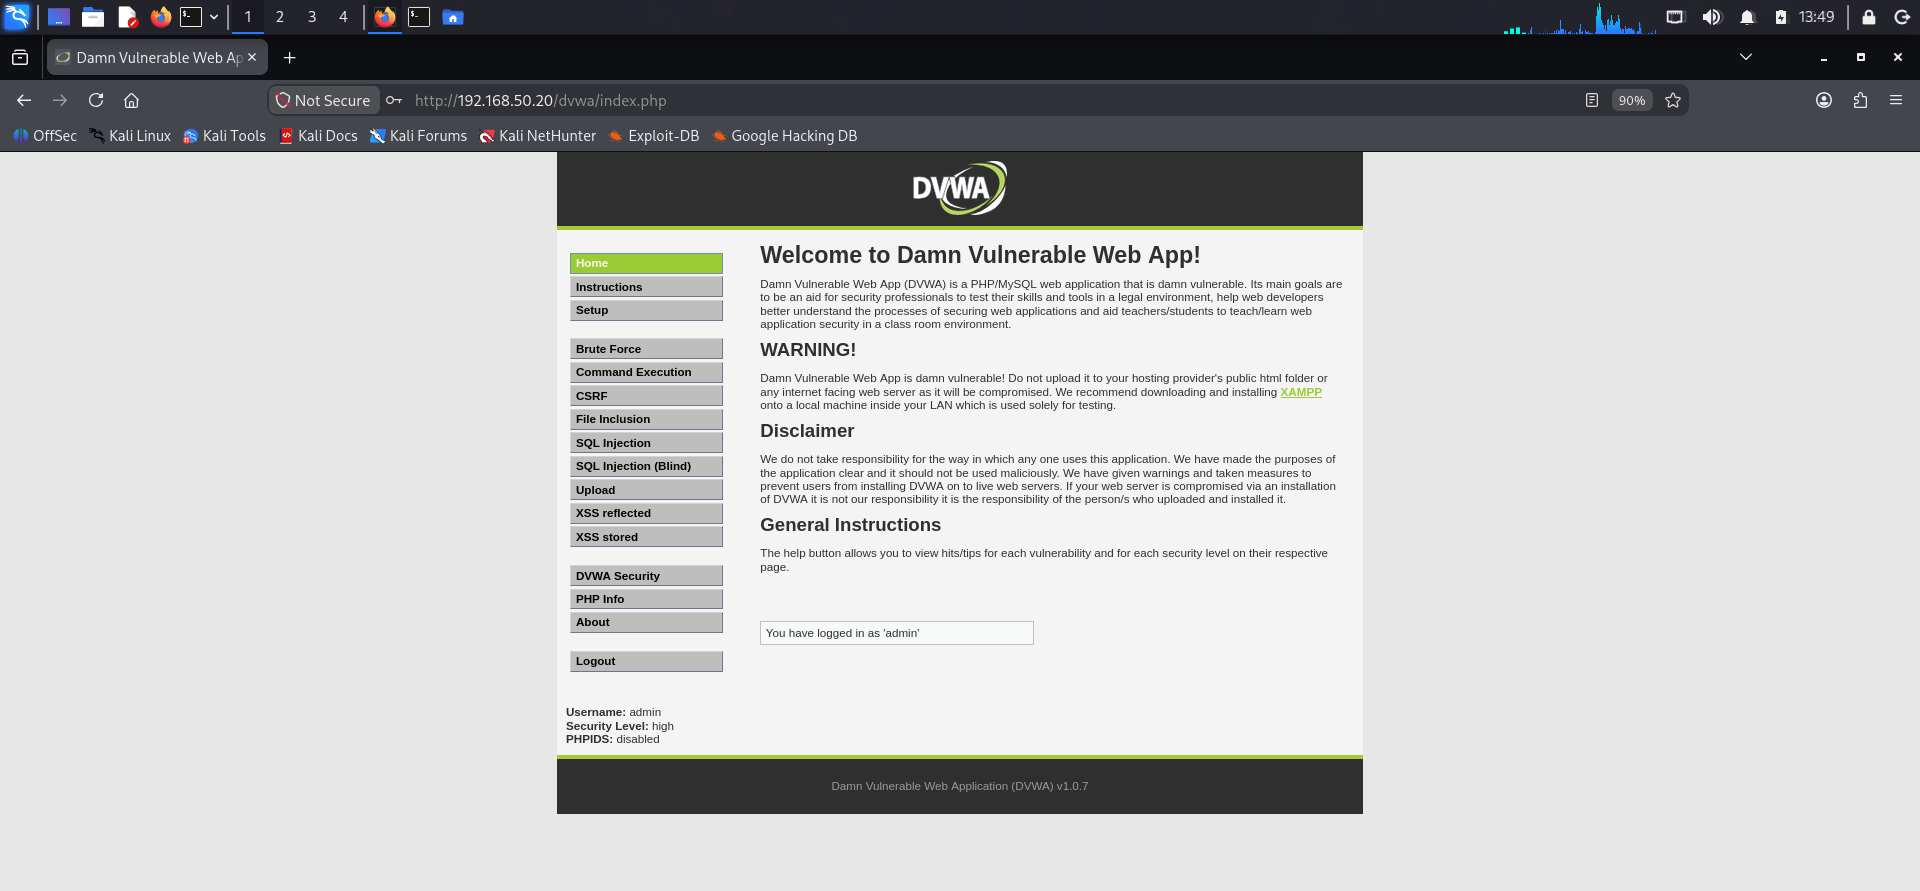 1 2 3 4 13:49
Damn Vulnerable Web Ap
Not Secure http://192.168.50.20/dvwa/index.php 90%
OffSec Kali Linux Kali Tools Kali Docs Kali Forums Kali NetHunter Exploit-DB Google Hacking DB
DVWA
Home
Instructions
Setup
Brute Force
Command Execution
CSRF
File Inclusion
SQL Injection
SQL Injection (Blind)
Upload
XSS reflected
XSS stored
DVWA Security
PHP Info
About
Logout
Welcome to Damn Vulnerable Web App!
Damn Vulnerable Web App (DVWA) is a PHP/MySQL web application that is damn vulnerable. Its main goals are
to be an aid for security professionals to test their skills and tools in a legal environment, help web developers
better understand the processes of securing web applications and aid teachers/students to teach/learn web
application security in a class room environment.
WARNING!
Damn Vulnerable Web App is damn vulnerable! Do not upload it to your hosting provider's public html folder or
any internet facing web server as it will be compromised. We recommend downloading and installing XAMPP
onto a local machine inside your LAN which is used solely for testing.
Disclaimer
We do not take responsibility for the way in which any one uses this application. We have made the purposes of
the application clear and it should not be used maliciously. We have given warnings and taken measures to
prevent users from installing DVWA on to live web servers. If your web server is compromised via an installation
of DVWA it is not our responsibility it is the responsibility of the person/s who uploaded and installed it.
General Instructions
The help button allows you to view hits/tips for each vulnerability and for each security level on their respective
page.
You have logged in as 'admin'
Username: admin
Security Level: high
PHPIDS: disabled
Damn Vulnerable Web Application (DVWA) v1.0.7